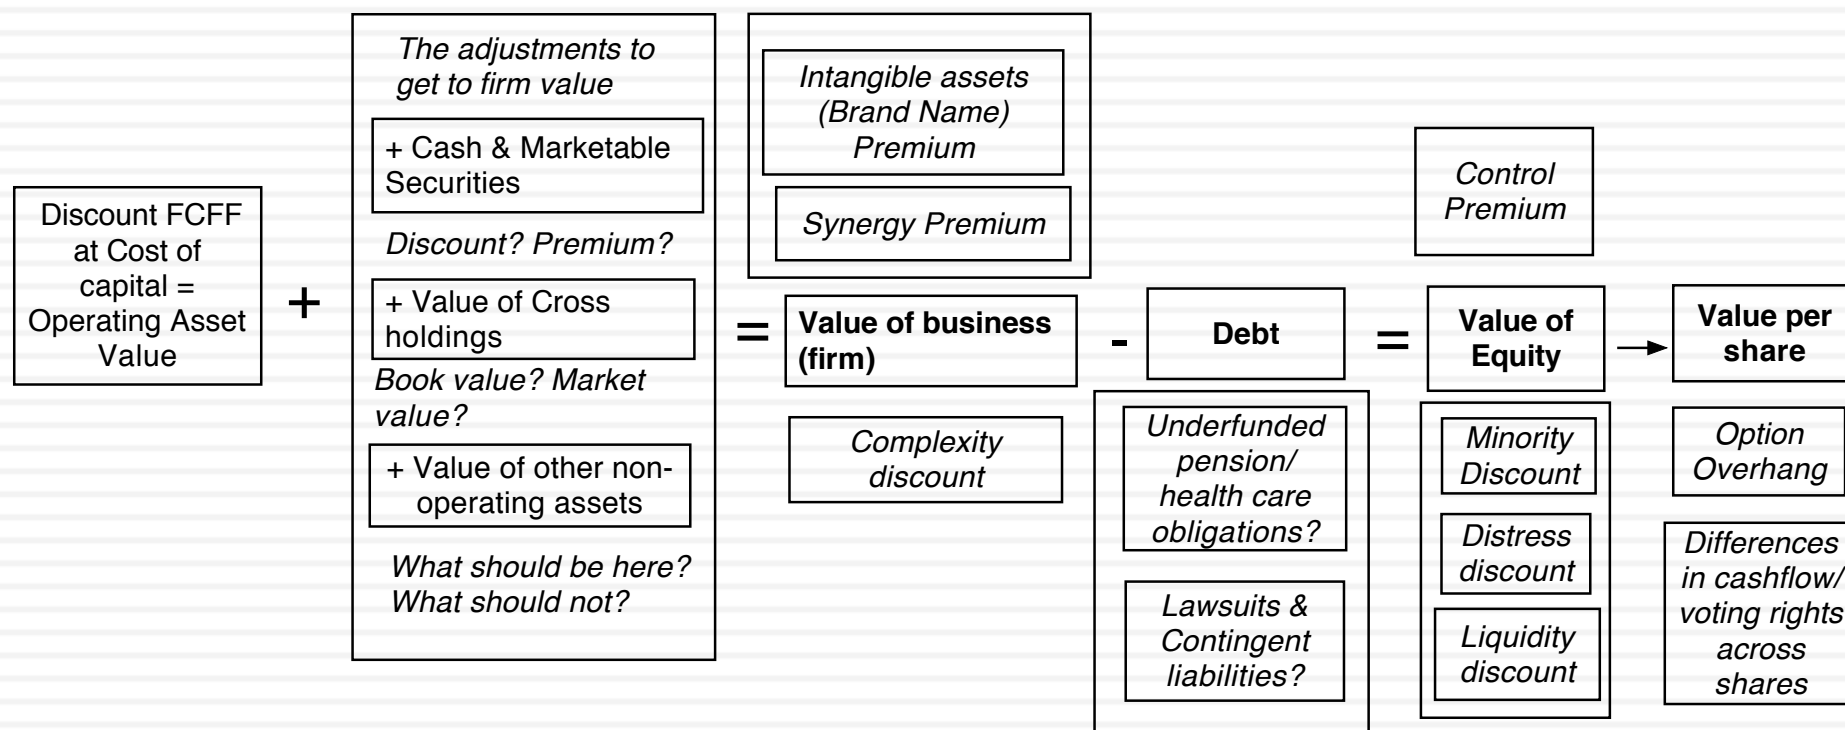 Discount FCFF
at Cost of
capital =
Operating Asset
Value
+
The adjustments to
get to firm value
+ Cash & Marketable
Securities
Discount? Premium?
+ Value of Cross
holdings
Book value? Market
value?
+ Value of other non-
operating assets
What should be here?
What should not?
=
Intangible assets
(Brand Name)
Premium
Synergy Premium
Value of business
(firm)
Complexity
discount
-
Debt
Underfunded
pension/
health care
obligations?
Lawsuits &
Contingent
liabilities?
=
Control
Premium
Value of
Equity
Minority
Discount
Distress
discount
Liquidity
discount
Value per
share
Option
Overhang
Differences
in cashflow/
voting rights
across
shares